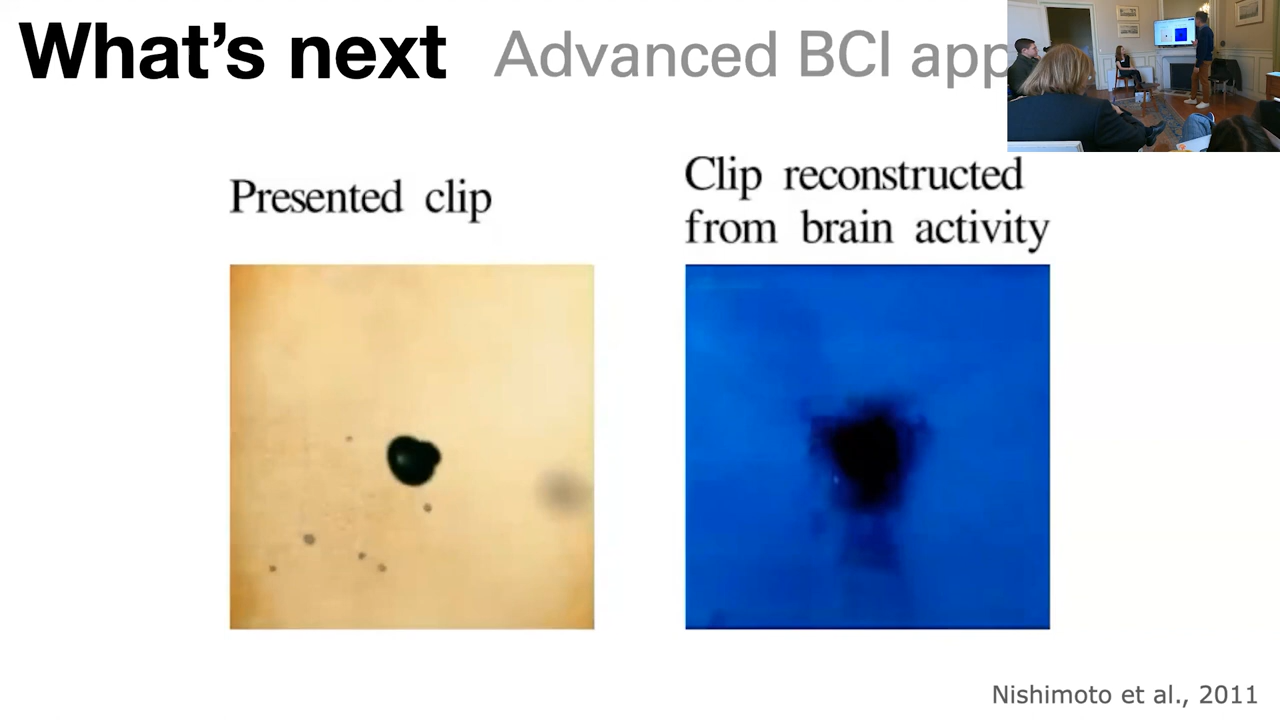 What's next Advanced BCI app
Presented clip
Clip reconstructed
from brain activity
Nishimoto et al., 2011